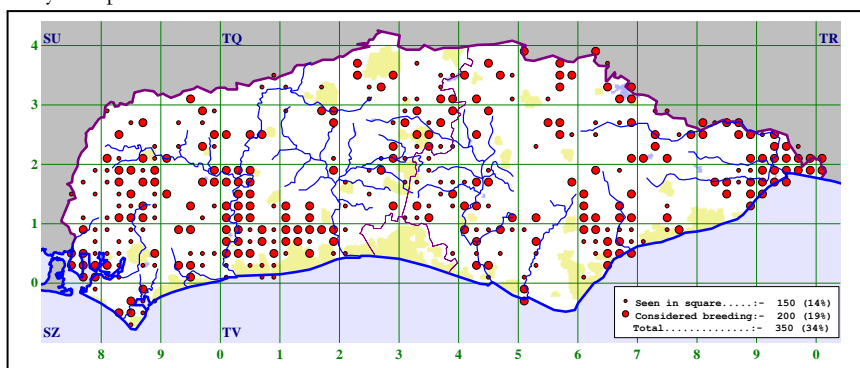 SU TQ TR
4
3
2
1
0
Seen in square.....:- 150 (14%)
Considered breeding:- 200 (19%)
Total..............:- 350 (34%)
SZ TV
8 9 0 1 2 3 4 5 6 7 8 9 0